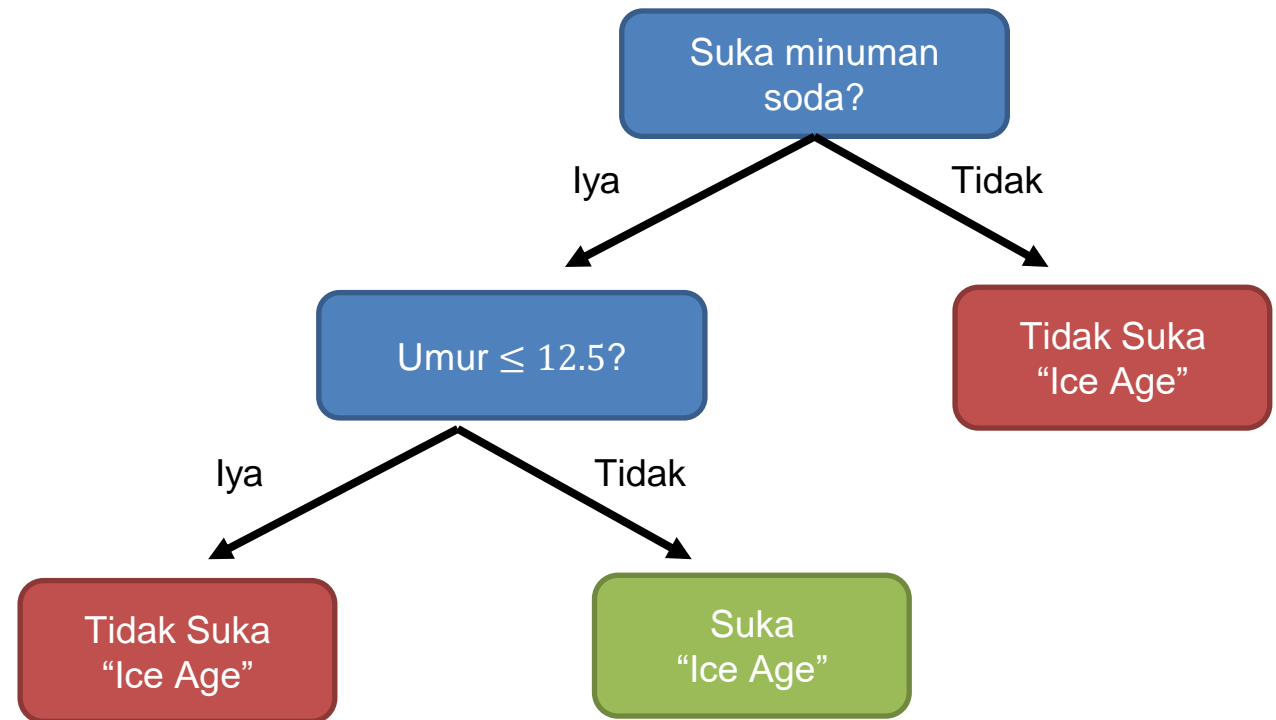 Suka minuman
soda?
Iya
Tidak
Umur ≤ 12.5?
Tidak Suka
“Ice Age”
Iya
Tidak
Tidak Suka
“Ice Age”
Suka
“Ice Age”